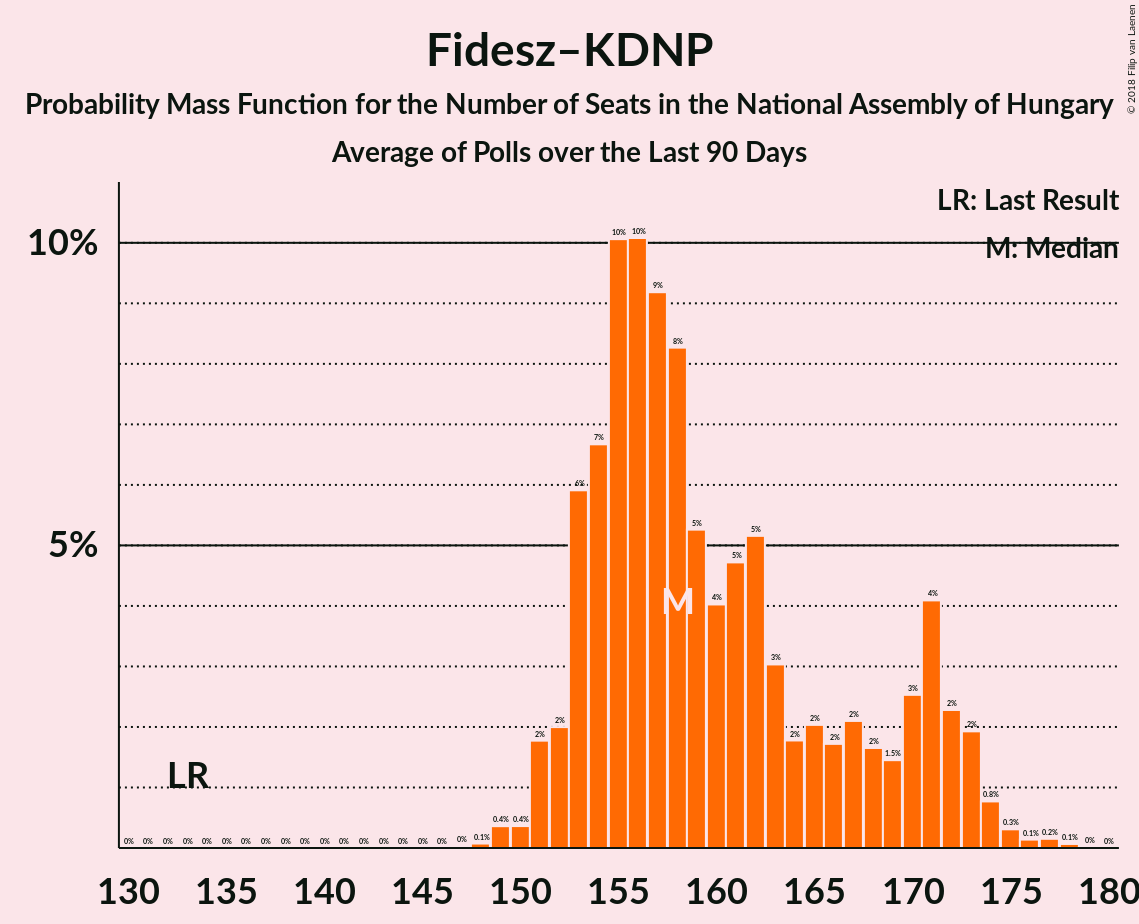 Fidesz–KDNP
Probability Mass Function for the Number of Seats in the National Assembly of Hungary
Average of Polls over the Last 90 Days
© 2018 Filip van Laenen
LR: Last Result
M: Median
10%
5%
0% 0% 0% 0% 0% 0% 0% 0% 0% 0% 0% 0% 0% 0% 0% 0% 0% 0% 0.1% 0.4% 0.4% 2% 2% 6% 7% 10% 10% 9% 8% 5% 4% 5% 5% 3% 2% 2% 2% 2% 2% 1.5% 3% 4% 2% 2% 0.8% 0.3% 0.1% 0.2% 0.1% 0% 0%
M
LR
130 135 140 145 150 155 160 165 170 175 180